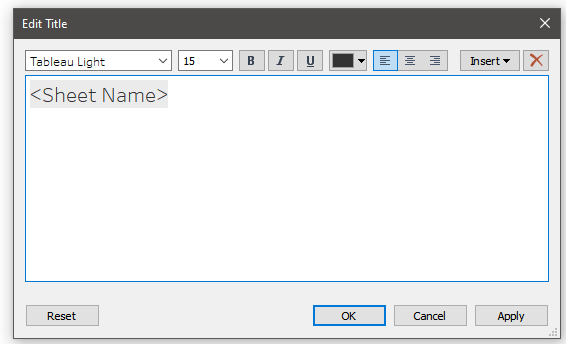 Edit Title
Tableau Light 15 B I U Insert
<Sheet Name>
Reset OK Cancel Apply